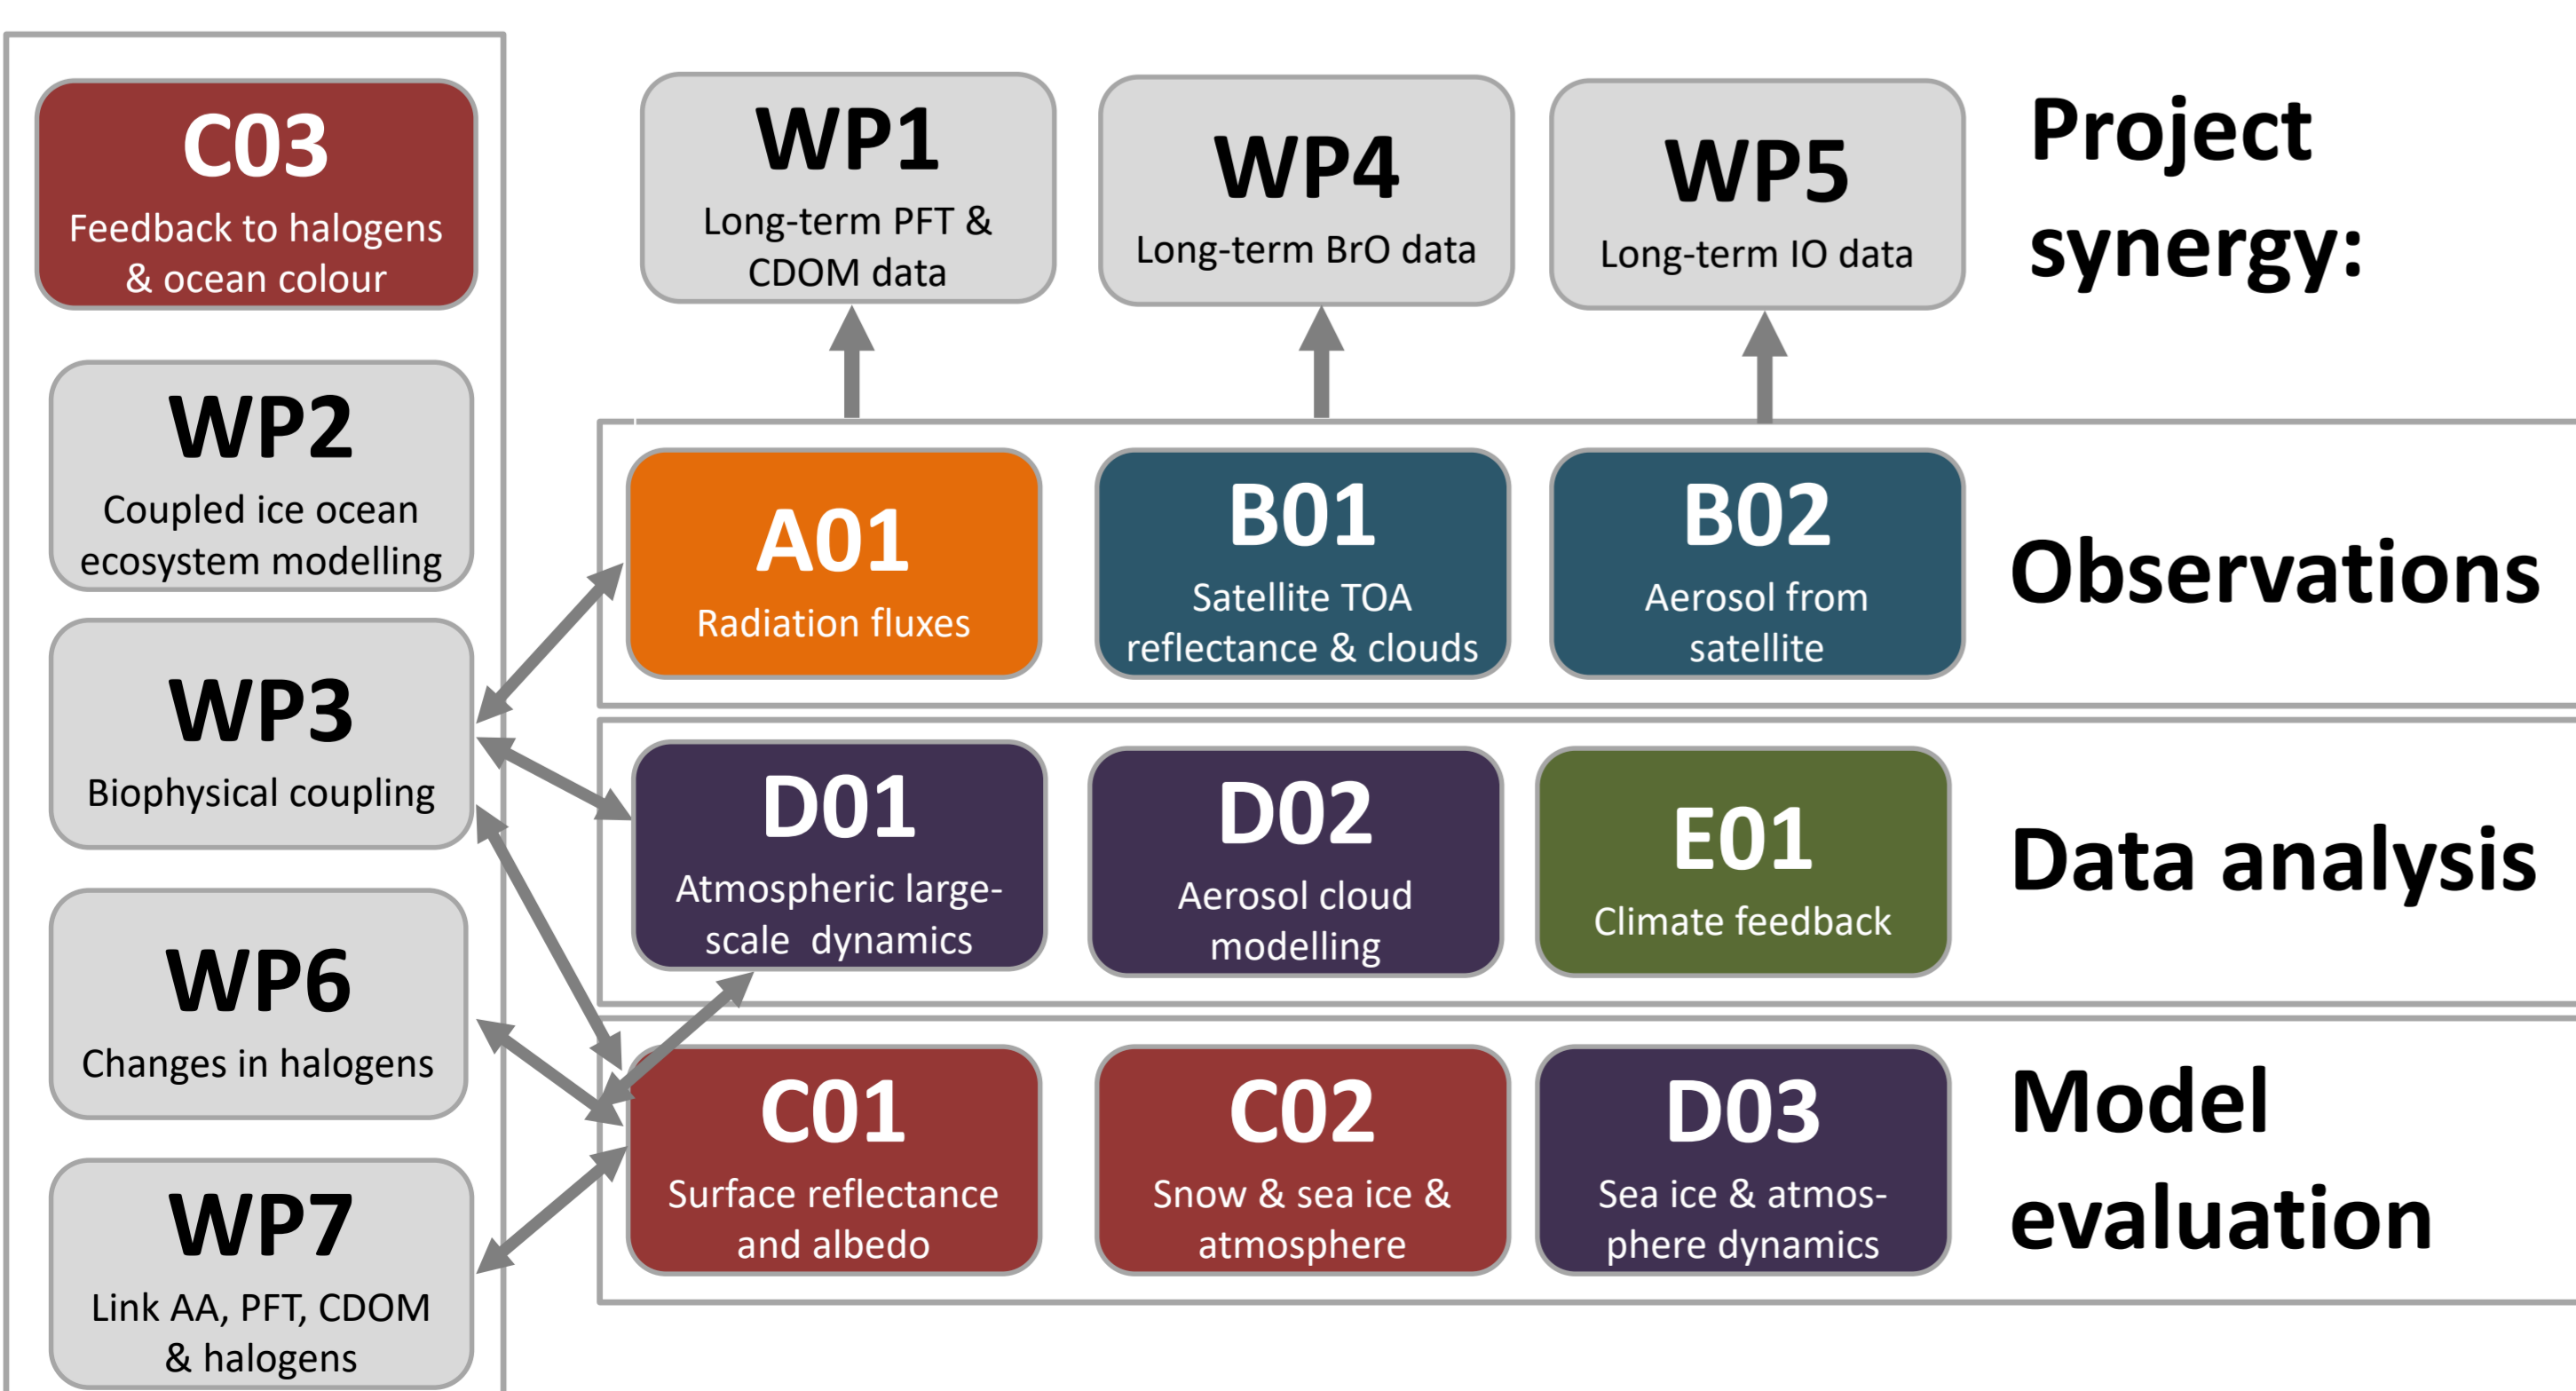 C03
Feedback to halogens
& ocean colour
WP2
Coupled ice ocean
ecosystem modelling
WP3
Biophysical coupling
WP6
Changes in halogens
WP7
Link AA, PFT, CDOM
& halogens
WP1
Long-term PFT &
CDOM data
WP4
Long-term BrO data
WP5
Long-term IO data
Project
synergy:
A01
Radiation fluxes
B01
Satellite TOA
reflectance & clouds
B02
Aerosol from
satellite
Observations
D01
Atmospheric large-
scale dynamics
D02
Aerosol cloud
modelling
E01
Climate feedback
Data analysis
C01
Surface reflectance
and albedo
C02
Snow & sea ice &
atmosphere
D03
Sea ice & atmos-
phere dynamics
Model
evaluation